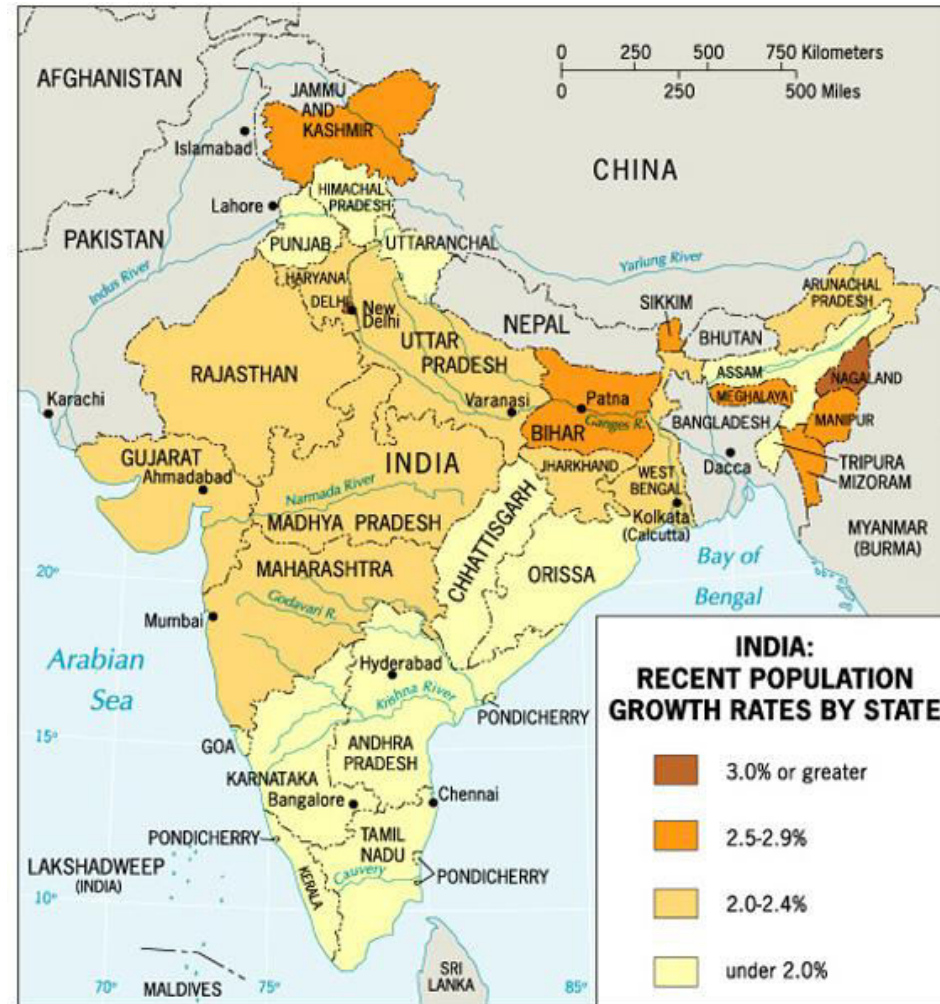 AFGHANISTAN
0 250 500 750 Kilometers
0 250 500 Miles
JAMMU
AND
KASHMIR
Islamabad
CHINA
HIMACHAL
PRADESH
Lahore
PAKISTAN
PUNJAB
UTTARANCHAL
Indus River
Yarlung River
HARYANA
DELHI
New
Delhi
NEPAL
SIKKIM
ARUNACHAL
PRADESH
BHUTAN
UTTAR
PRADESH
RAJASTHAN
ASSAM
NAGALAND
Karachi
Varanasi
Patna
MEGHALAYA
Ganges R.
BANGLADESH
MANIPUR
BIHAR
GUJARAT
Ahmadabad
INDIA
JHARKHAND
WEST
BENGAL
Dacca
TRIPURA
MIZORAM
Narmada River
MADHYA PRADESH
CHHATTISGARH
Kolkata
(Calcutta)
MYANMAR
(BURMA)
MAHARASHTRA
ORISSA
Bay of
Bengal
20°
Godavari R.
Mumbai
Arabian
Sea
Hyderabad
Krishna River
PONDICHERRY
15°
GOA
ANDHRA
PRADESH
KARNATAKA
Bangalore
Chennai
PONDICHERRY
TAMIL
NADU
LAKSHADWEEP
(INDIA)
KERALA
Cauvery
PONDICHERRY
10°
SRI
LANKA
70°
75°
85°
MALDIVES
INDIA:
RECENT POPULATION
GROWTH RATES BY STATE
3.0% or greater
2.5-2.9%
2.0-2.4%
under 2.0%